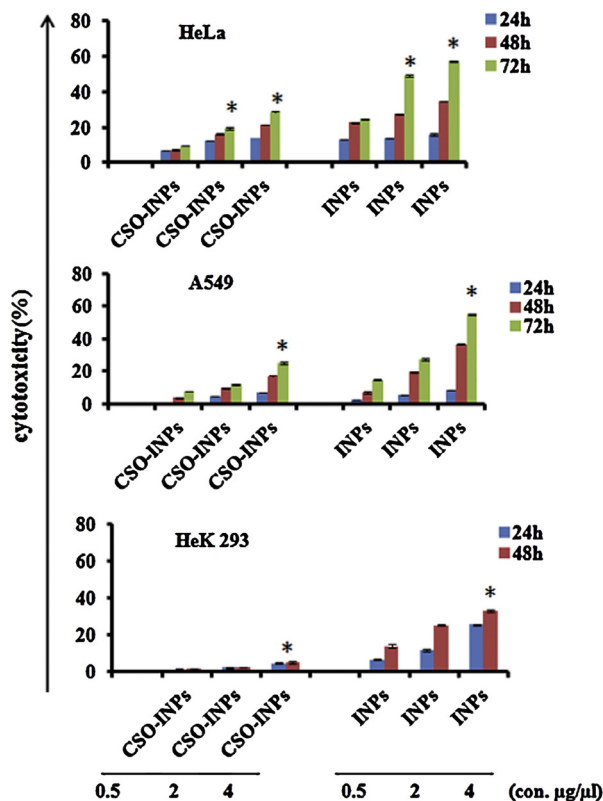 cytotoxicity(%)
HeLa
24h
48h
72h
80
60
40
20
0
*
*
*
*
CSO-INPs
CSO-INPs
CSO-INPs
INPs
INPs
INPs
A549
24h
48h
72h
80
60
40
20
0
*
*
CSO-INPs
CSO-INPs
CSO-INPs
INPs
INPs
INPs
HeK 293
24h
48h
80
60
40
20
0
*
*
CSO-INPs
CSO-INPs
CSO-INPs
INPs
INPs
INPs
0.5 2 4 0.5 2 4 (con. µg/µl)